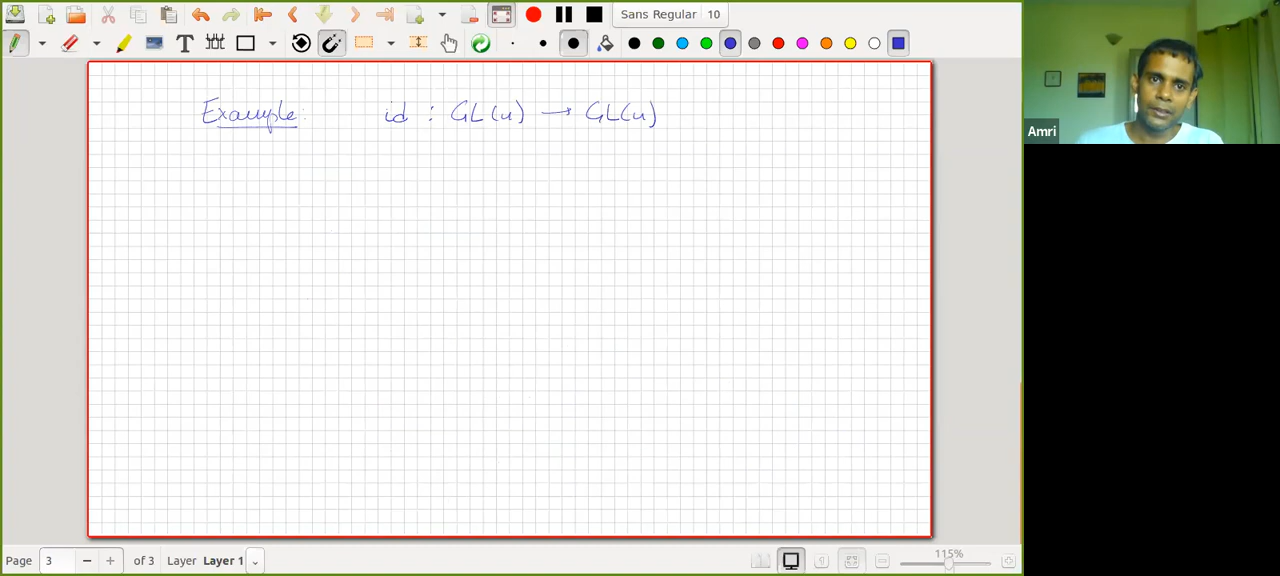 Sans Regular 10
Example: id : GL(n) → GL(n)
Amri
Page 3 of 3 Layer Layer 1 115%